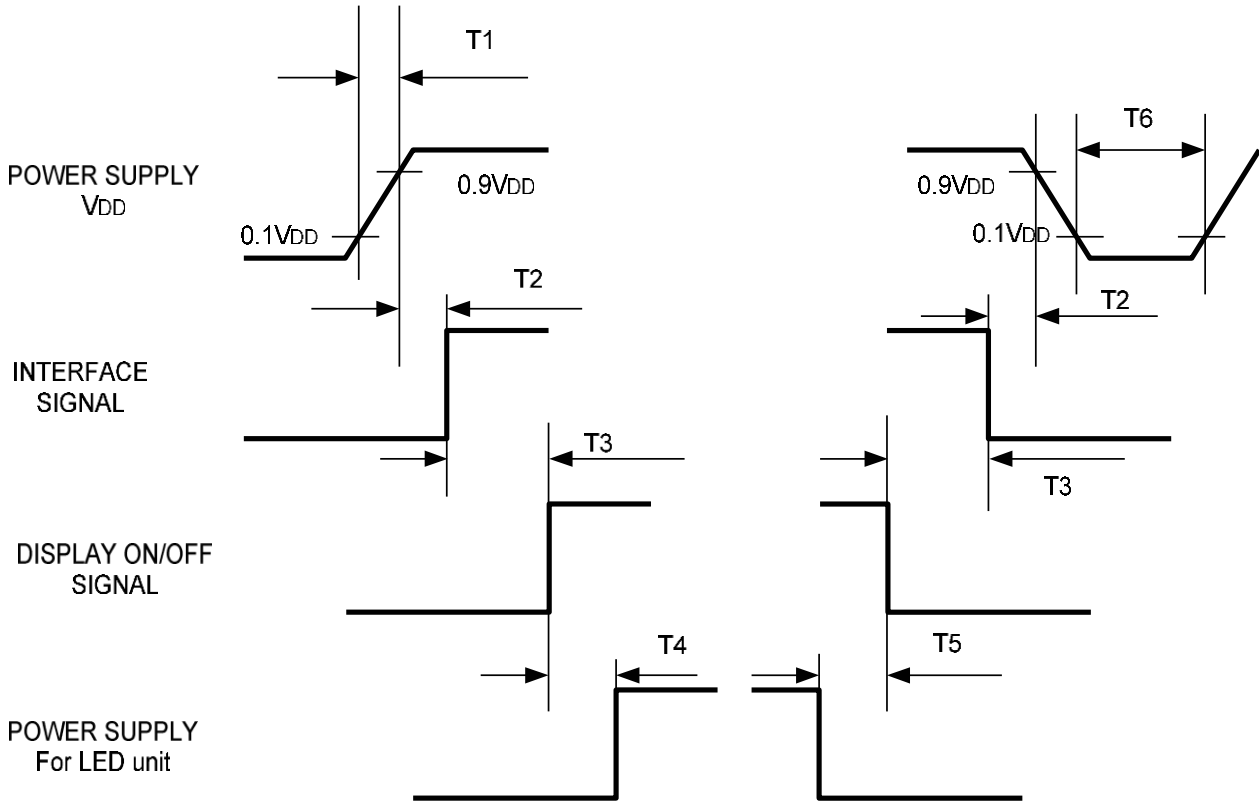 T1
T6
POWER SUPPLY
VDD
0.9VDD
0.9VDD
0.1VDD
0.1VDD
T2
T2
INTERFACE
SIGNAL
T3
T3
DISPLAY ON/OFF
SIGNAL
T4
T5
POWER SUPPLY
For LED unit